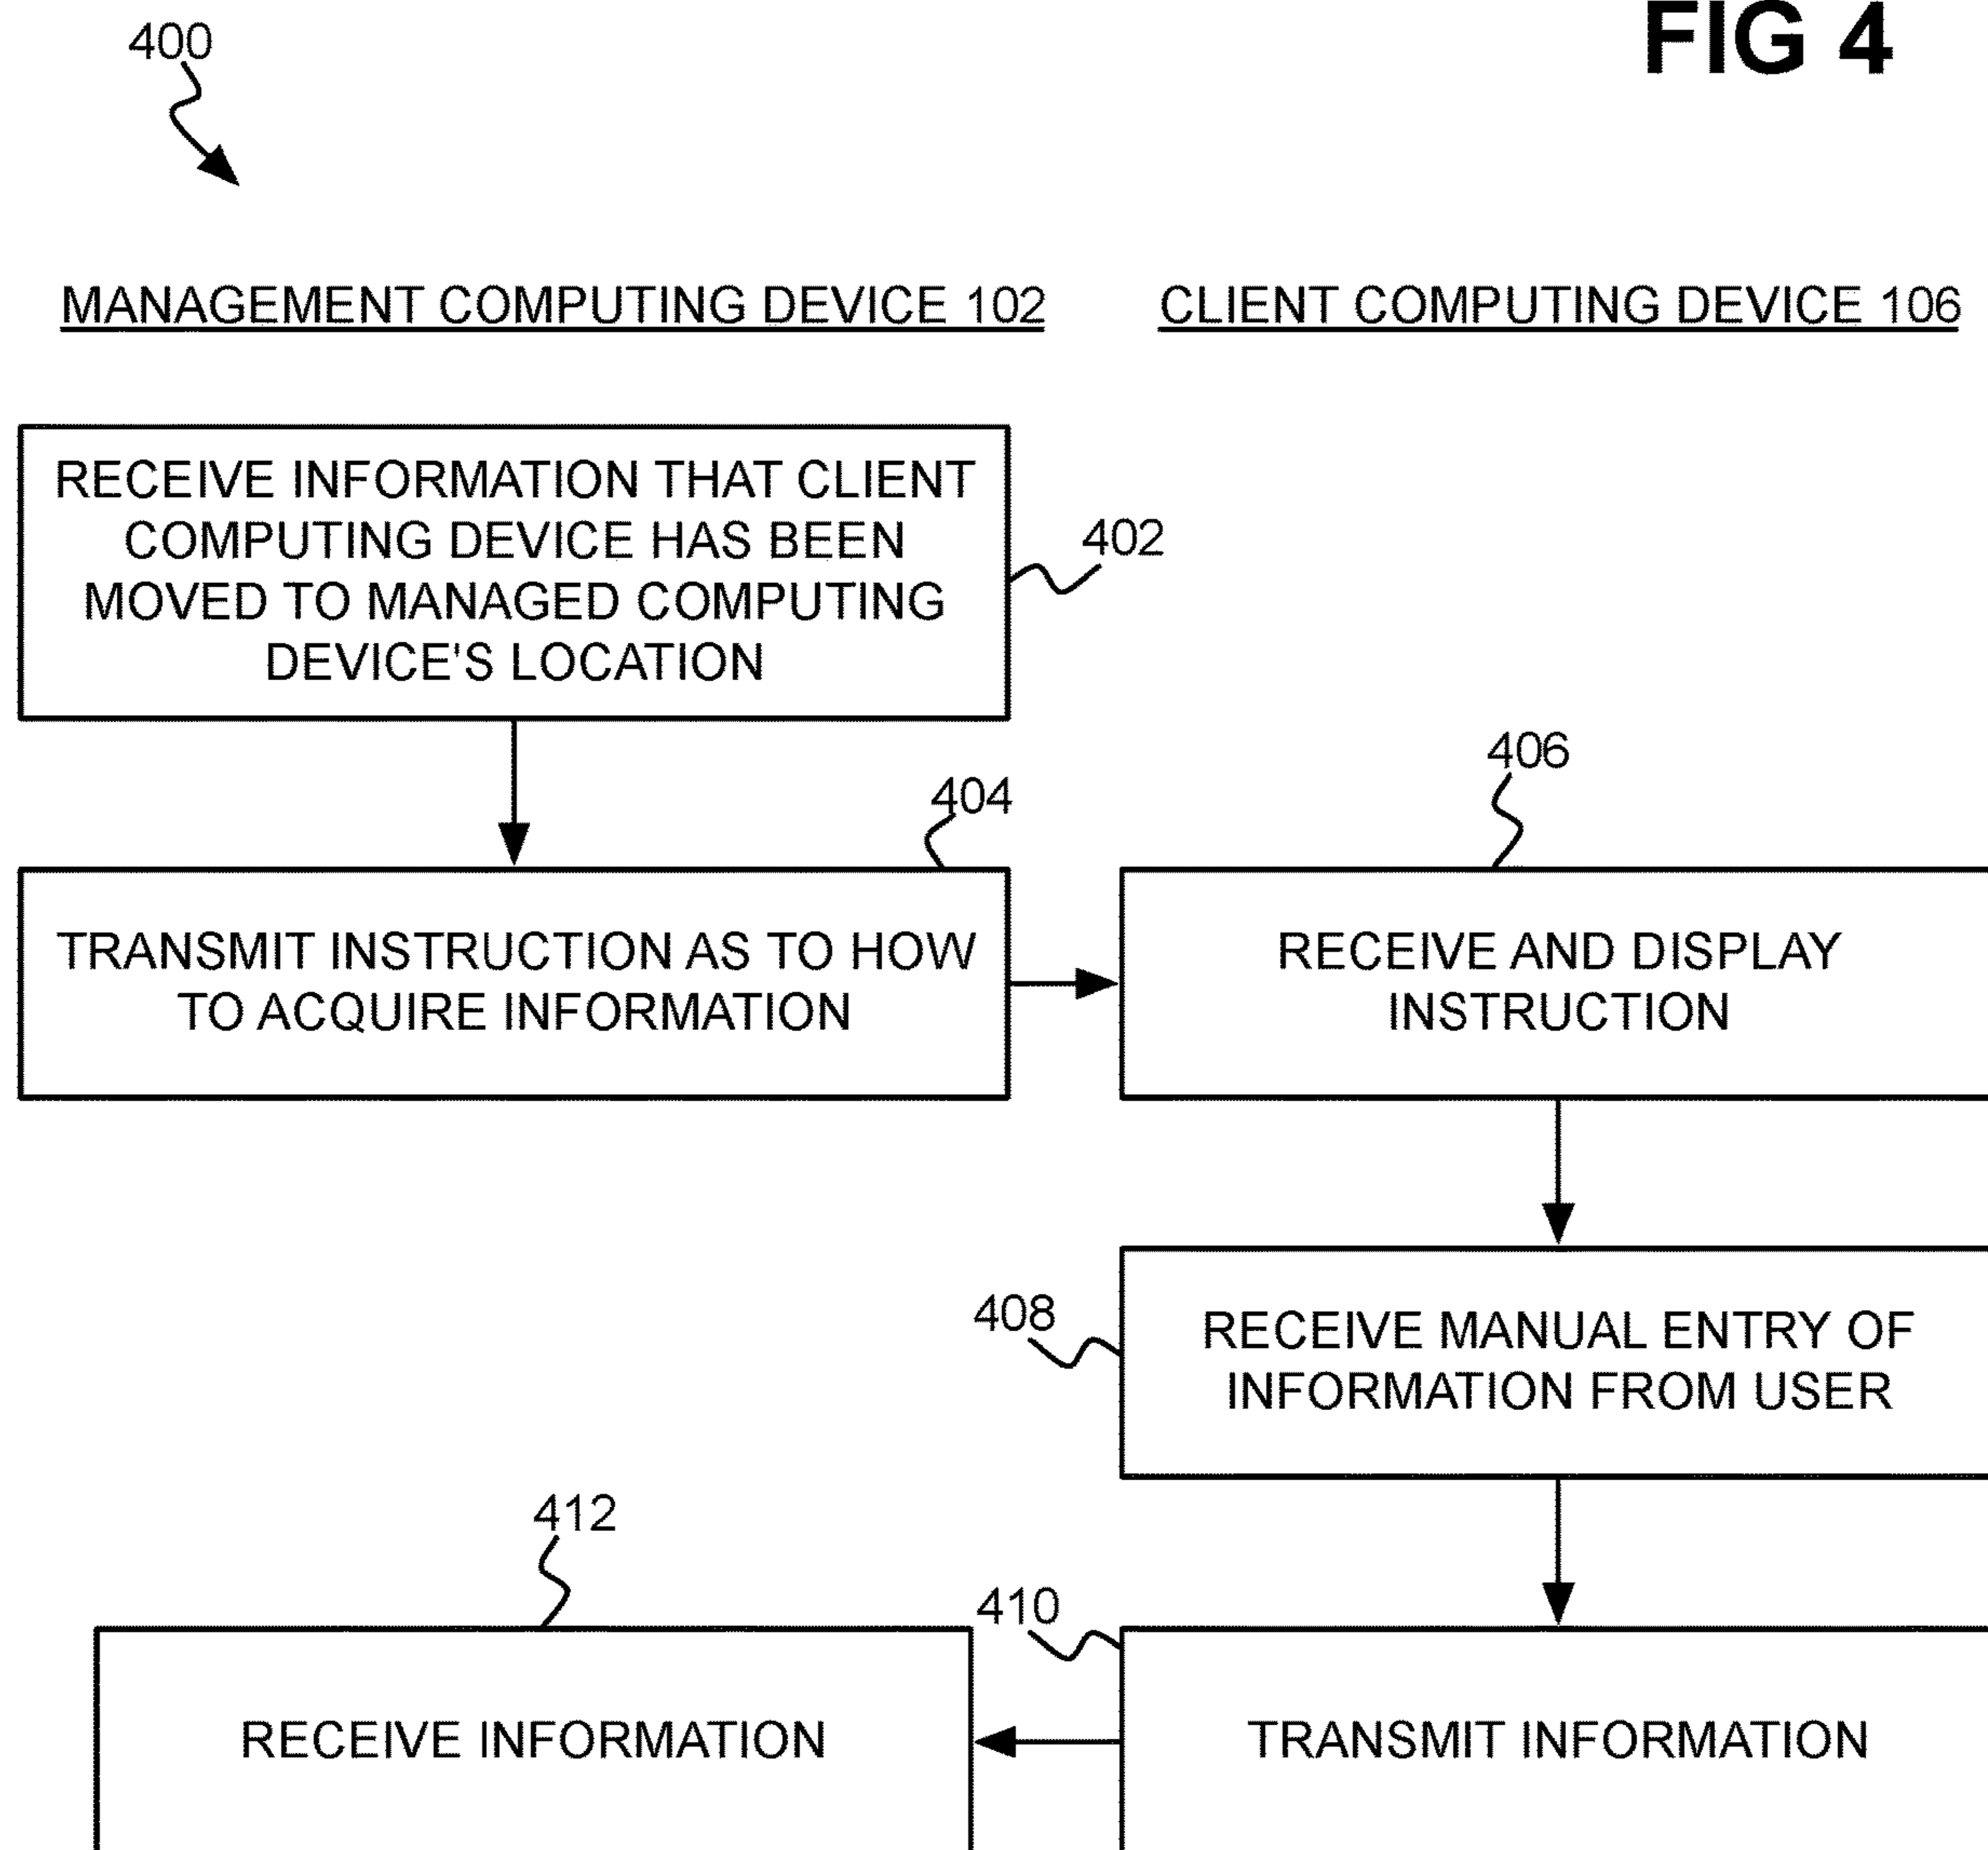 FIG 4
400
MANAGEMENT COMPUTING DEVICE 102
CLIENT COMPUTING DEVICE 106
RECEIVE INFORMATION THAT CLIENT
COMPUTING DEVICE HAS BEEN
MOVED TO MANAGED COMPUTING
DEVICE'S LOCATION
402
404
TRANSMIT INSTRUCTION AS TO HOW
TO ACQUIRE INFORMATION
406
RECEIVE AND DISPLAY
INSTRUCTION
408
RECEIVE MANUAL ENTRY OF
INFORMATION FROM USER
410
TRANSMIT INFORMATION
412
RECEIVE INFORMATION